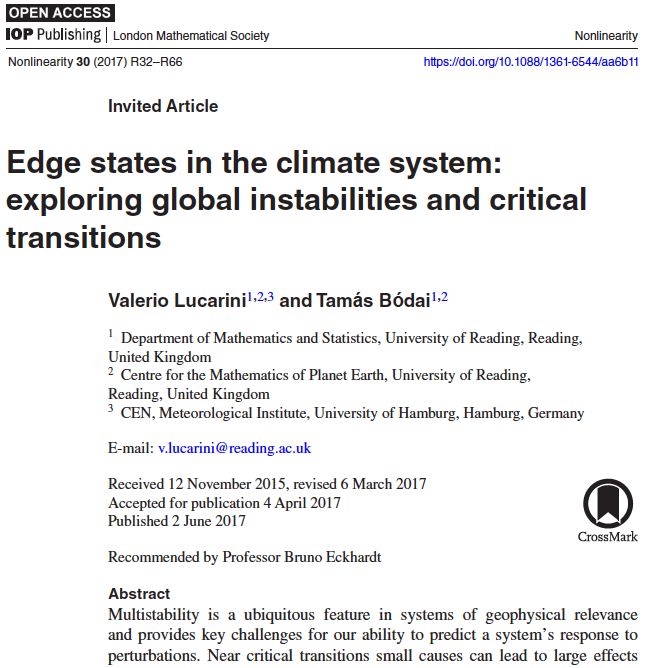 OPEN ACCESS
IOP Publishing | London Mathematical Society
Nonlinearity
Nonlinearity 30 (2017) R32–R66
https://doi.org/10.1088/1361-6544/aa6b11
Invited Article
Edge states in the climate system:
exploring global instabilities and critical
transitions
Valerio Lucarini1,2,3 and Tamás Bódai1,2
1 Department of Mathematics and Statistics, University of Reading, Reading,
United Kingdom
2 Centre for the Mathematics of Planet Earth, University of Reading,
Reading, United Kingdom
3 CEN, Meteorological Institute, University of Hamburg, Hamburg, Germany
E-mail: v.lucarini@reading.ac.uk
Received 12 November 2015, revised 6 March 2017
Accepted for publication 4 April 2017
Published 2 June 2017
CrossMark
Recommended by Professor Bruno Eckhardt
Abstract
Multistability is a ubiquitous feature in systems of geophysical relevance
and provides key challenges for our ability to predict a system's response to
perturbations. Near critical transitions small causes can lead to large effects